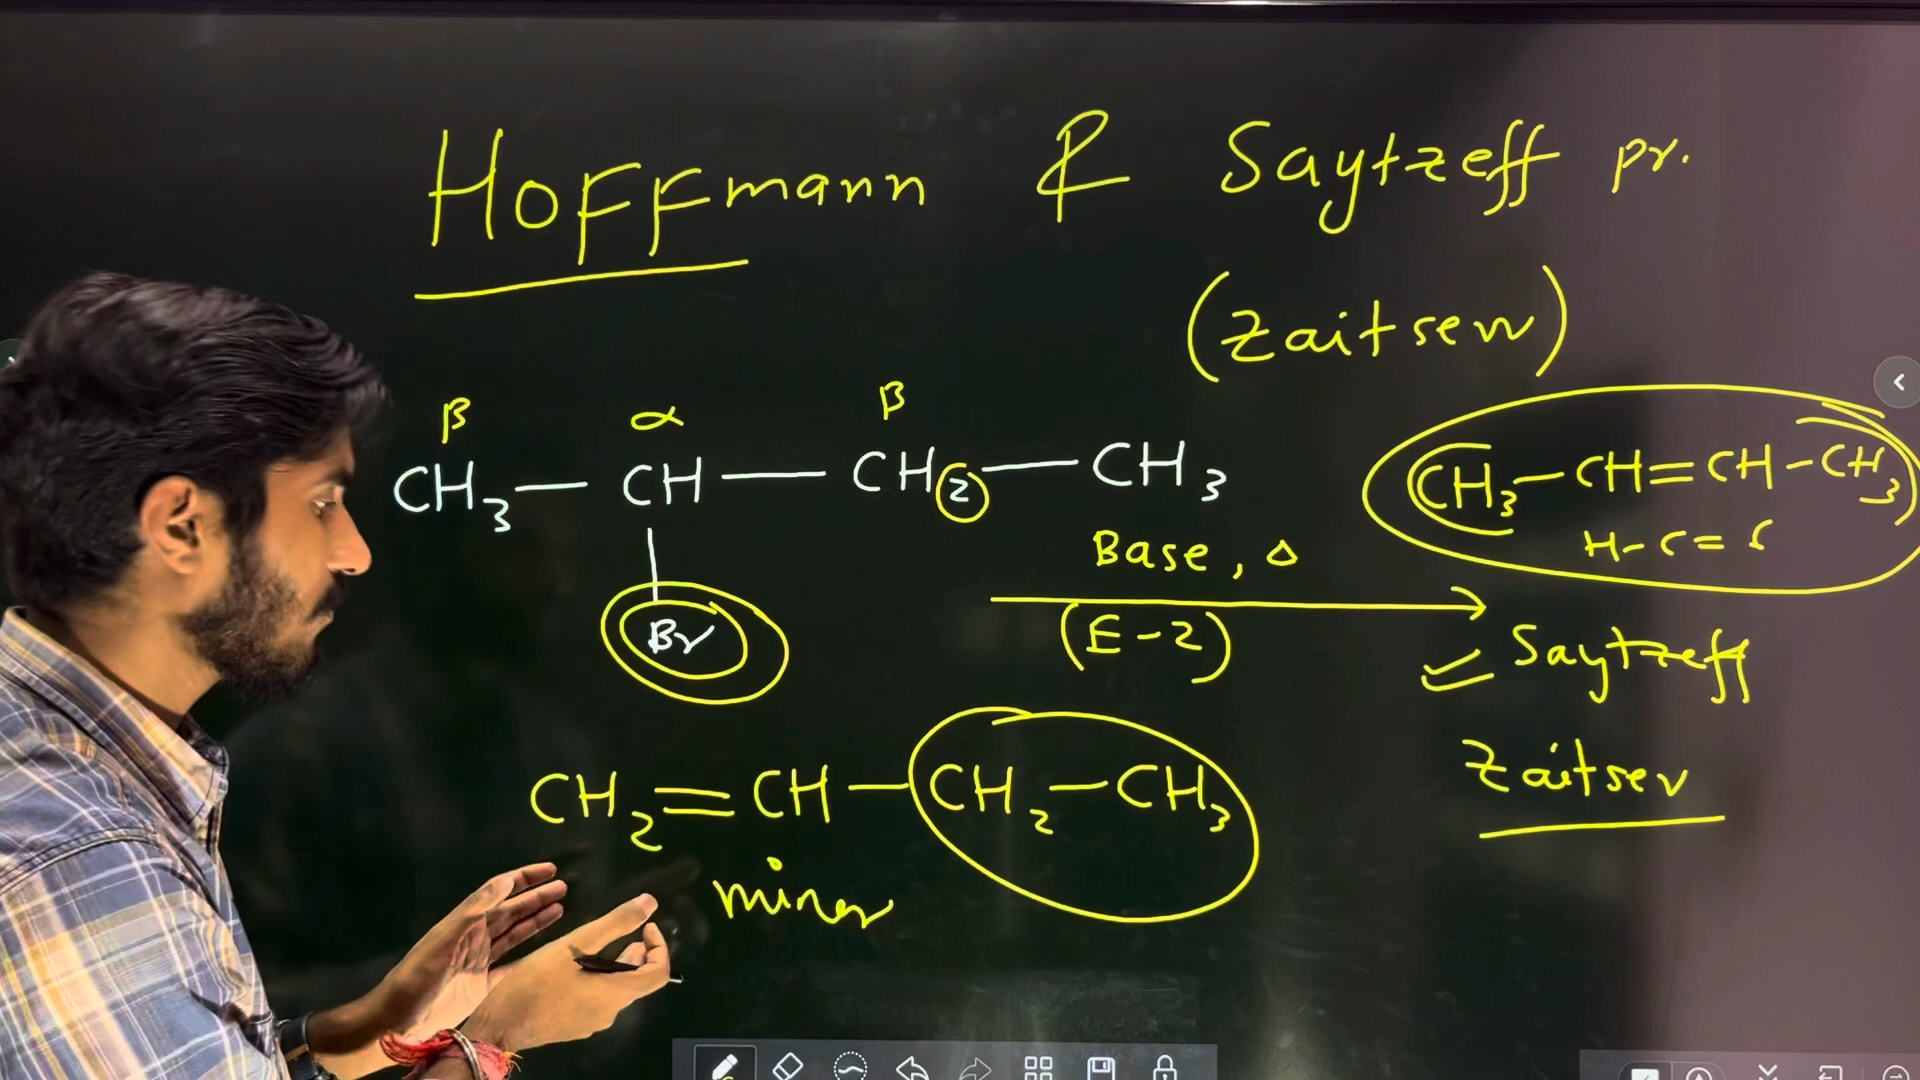 HoFFmann & Saytzeff pr.
(Zaitsew)
β α β
CH3 — CH — CH2 — CH3
Br
CH3 — CH = CH — CH3
Base, Δ
(E-2)
Saytzeff
Zaitsev
CH2 = CH — CH2 — CH3
minor